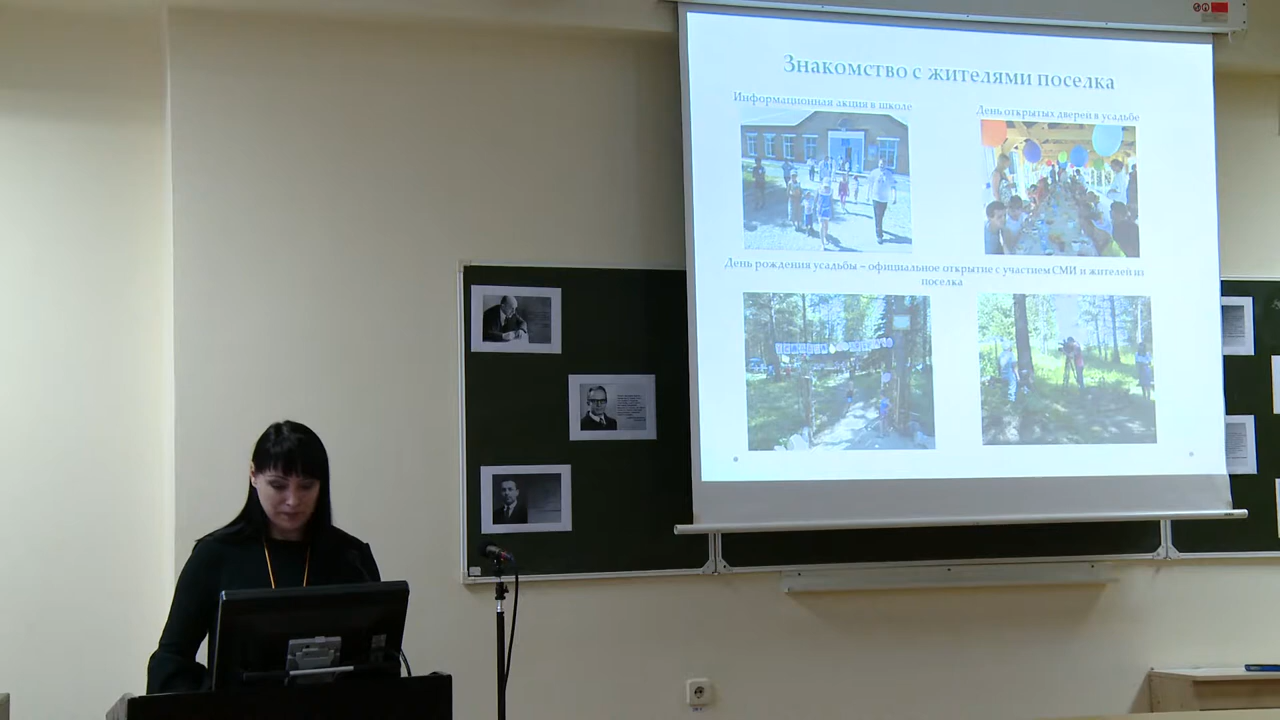 Знакомство с жителями поселка
Информационная акция в школе
День открытых дверей в усадьбе
День рождения усадьбы – официальное открытие с участием СМИ и жителей из
поселка